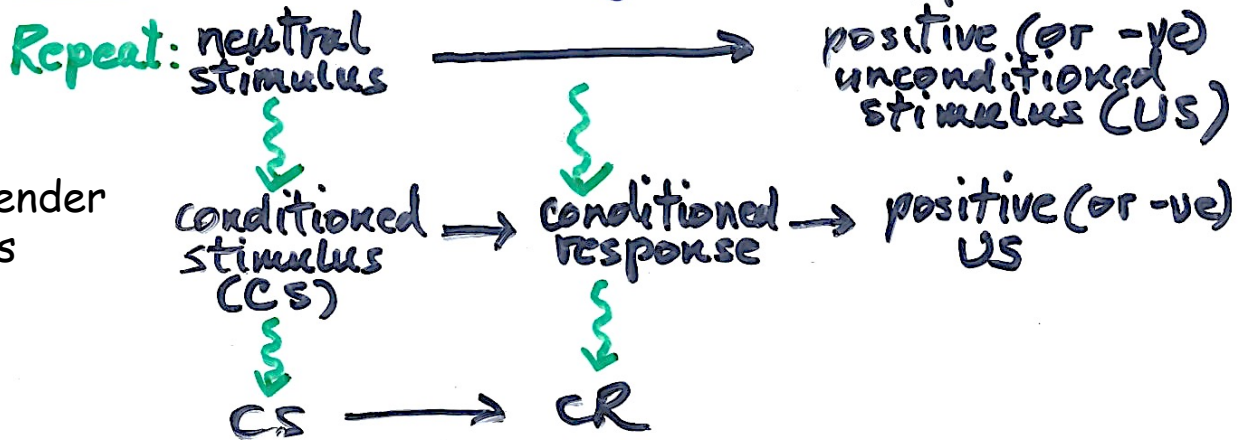 Repeat: neutral stimulus
positive (or -ve) unconditioned stimulus (US)
ender
s
conditioned stimulus (CS)
conditioned response
positive (or -ve) US
CS
CR